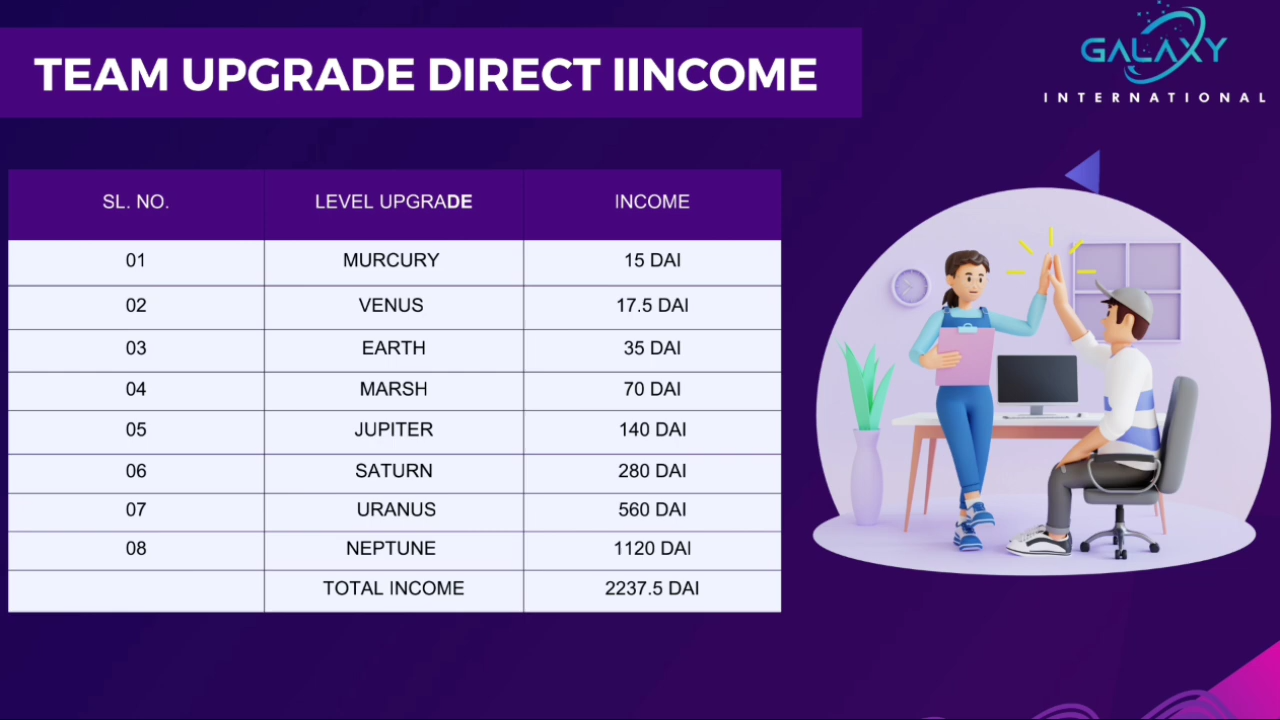 TEAM UPGRADE DIRECT IINCOME
GALAXY
INTERNATIONAL
SL. NO. LEVEL UPGRADE INCOME
01 MURCURY 15 DAI
02 VENUS 17.5 DAI
03 EARTH 35 DAI
04 MARSH 70 DAI
05 JUPITER 140 DAI
06 SATURN 280 DAI
07 URANUS 560 DAI
08 NEPTUNE 1120 DAI
TOTAL INCOME 2237.5 DAI